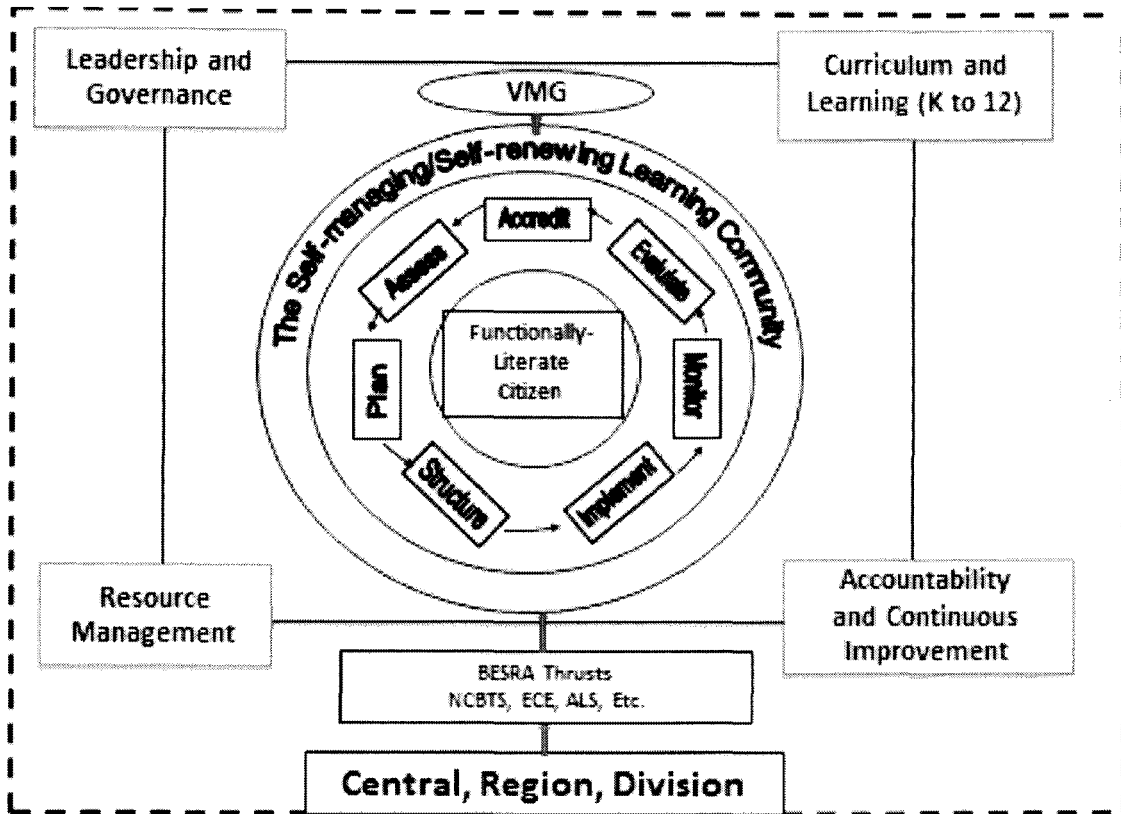 Leadership and
Governance
Curriculum and
Learning (K to 12)
VMG
The Self-managing/Self-renewing Learning Community
Accredit
Assess
Evaluate
Functionally-
Literate
Citizen
Plan
Monitor
Structure
Implement
Resource
Management
Accountability
and Continuous
Improvement
BESRA Thrusts
NCBTS, ECE, ALS, Etc.
Central, Region, Division